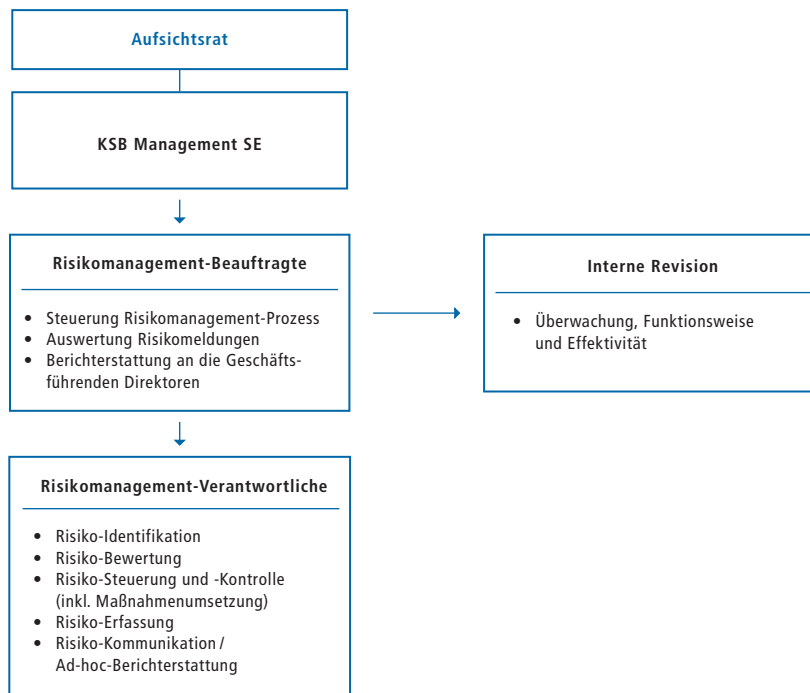 Aufsichtsrat
KSB Management SE
Risikomanagement-Beauftragte
• Steuerung Risikomanagement-Prozess
• Auswertung Risikomeldungen
• Berichterstattung an die Geschäfts-
führenden Direktoren
Interne Revision
• Überwachung, Funktionsweise
und Effektivität
Risikomanagement-Verantwortliche
• Risiko-Identifikation
• Risiko-Bewertung
• Risiko-Steuerung und -Kontrolle
(inkl. Maßnahmenumsetzung)
• Risiko-Erfassung
• Risiko-Kommunikation /
Ad-hoc-Berichterstattung